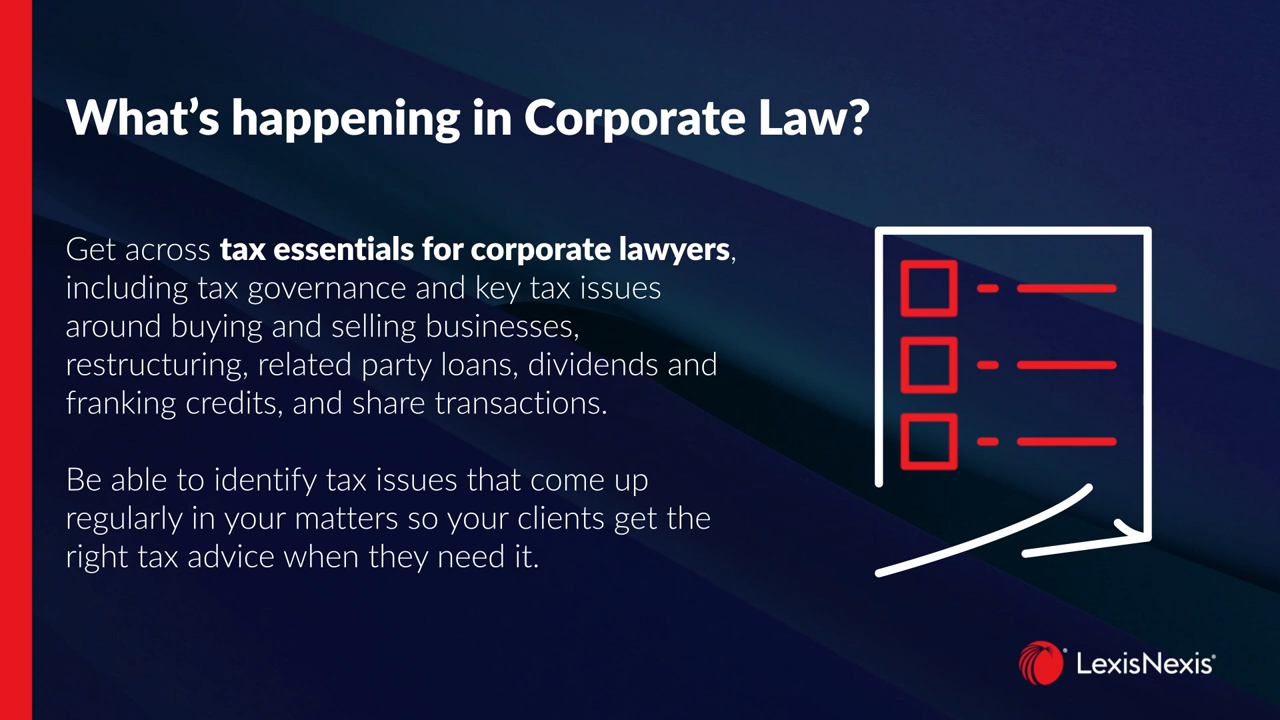 What’s happening in Corporate Law?
Get across tax essentials for corporate lawyers,
including tax governance and key tax issues
around buying and selling businesses,
restructuring, related party loans, dividends and
franking credits, and share transactions.
Be able to identify tax issues that come up
regularly in your matters so your clients get the
right tax advice when they need it.
® LexisNexis®